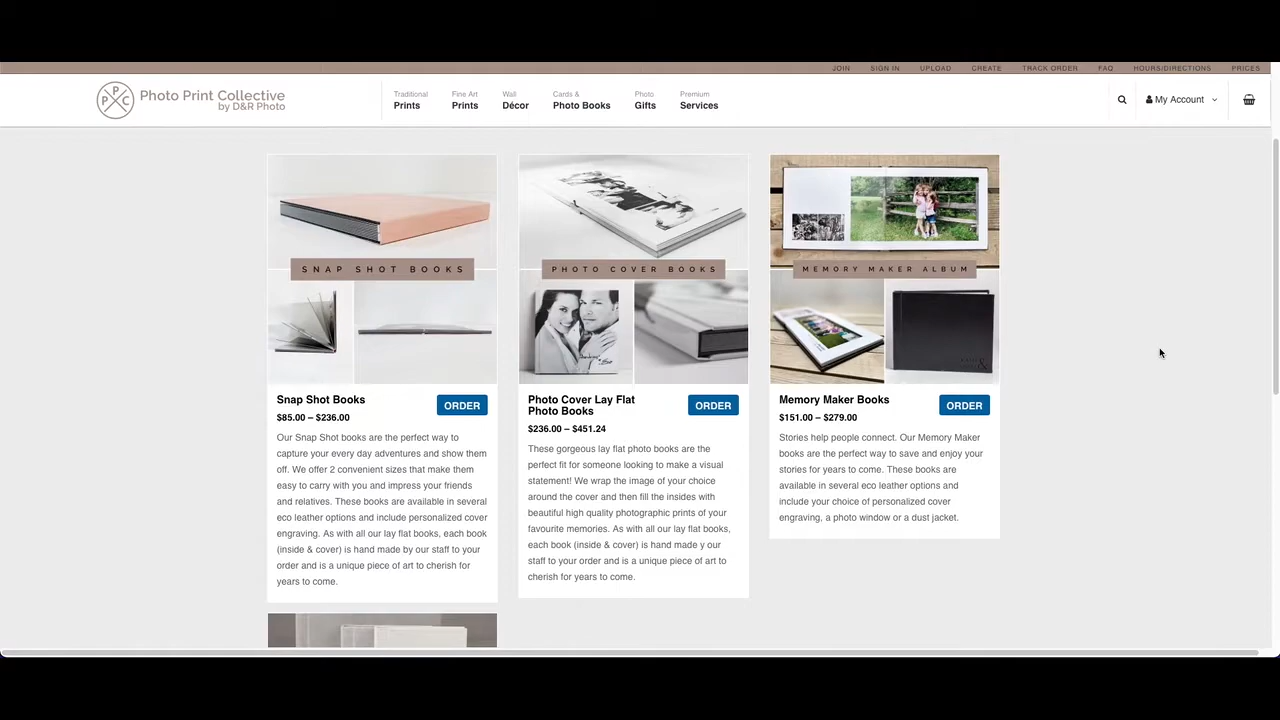 JOIN SIGN IN UPLOAD CREATE TRACK ORDER FAQ HOURS/DIRECTIONS PRICES
PPC
Photo Print Collective
by D&R Photo
Traditional
Prints
Fine Art
Prints
Wall
Décor
Cards &
Photo Books
Photo
Gifts
Premium
Services
My Account
SNAP SHOT BOOKS
Snap Shot Books
ORDER
$85.00 – $236.00
Our Snap Shot books are the perfect way to
capture your every day adventures and show them
off. We offer 2 convenient sizes that make them
easy to carry with you and impress your friends
and relatives. These books are available in several
eco leather options and include personalized cover
engraving. As with all our lay flat books, each book
(inside & cover) is hand made by our staff to your
order and is a unique piece of art to cherish for
years to come.
PHOTO COVER BOOKS
Photo Cover Lay Flat
Photo Books
ORDER
$236.00 – $451.24
These gorgeous lay flat photo books are the
perfect fit for someone looking to make a visual
statement! We wrap the image of your choice
around the cover and then fill the insides with
beautiful high quality photographic prints of your
favourite memories. As with all our lay flat books,
each book (inside & cover) is hand made y our
staff to your order and is a unique piece of art to
cherish for years to come.
MEMORY MAKER ALBUM
Memory Maker Books
ORDER
$151.00 – $279.00
Stories help people connect. Our Memory Maker
books are the perfect way to save and enjoy your
stories for years to come. These books are
available in several eco leather options and
include your choice of personalized cover
engraving, a photo window or a dust jacket.